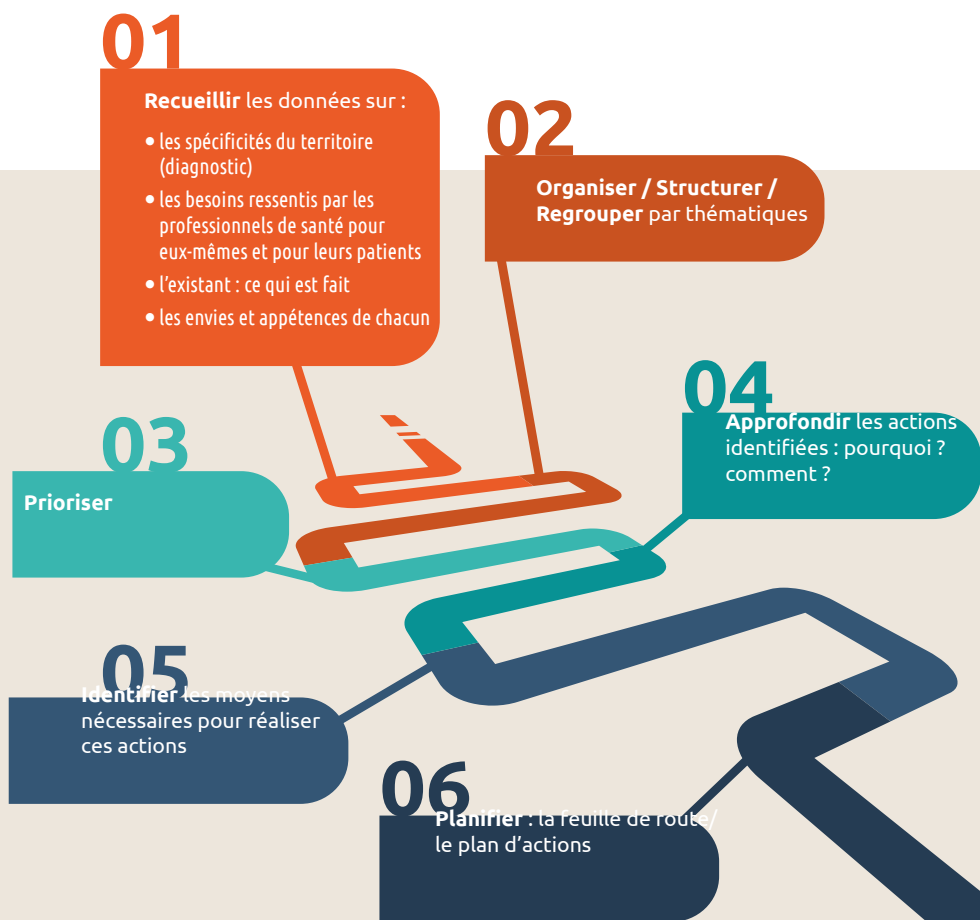 01
Recueillir les données sur :
• les spécificités du territoire
(diagnostic)
• les besoins ressentis par les
professionnels de santé pour
eux-mêmes et pour leurs patients
• l'existant : ce qui est fait
• les envies et appétences de chacun
02
Organiser / Structurer /
Regrouper par thématiques
03
Prioriser
04
Approfondir les actions
identifiées : pourquoi ?
comment ?
05
Identifier les moyens
nécessaires pour réaliser
ces actions
06
Planifier : la feuille de route/
le plan d'actions